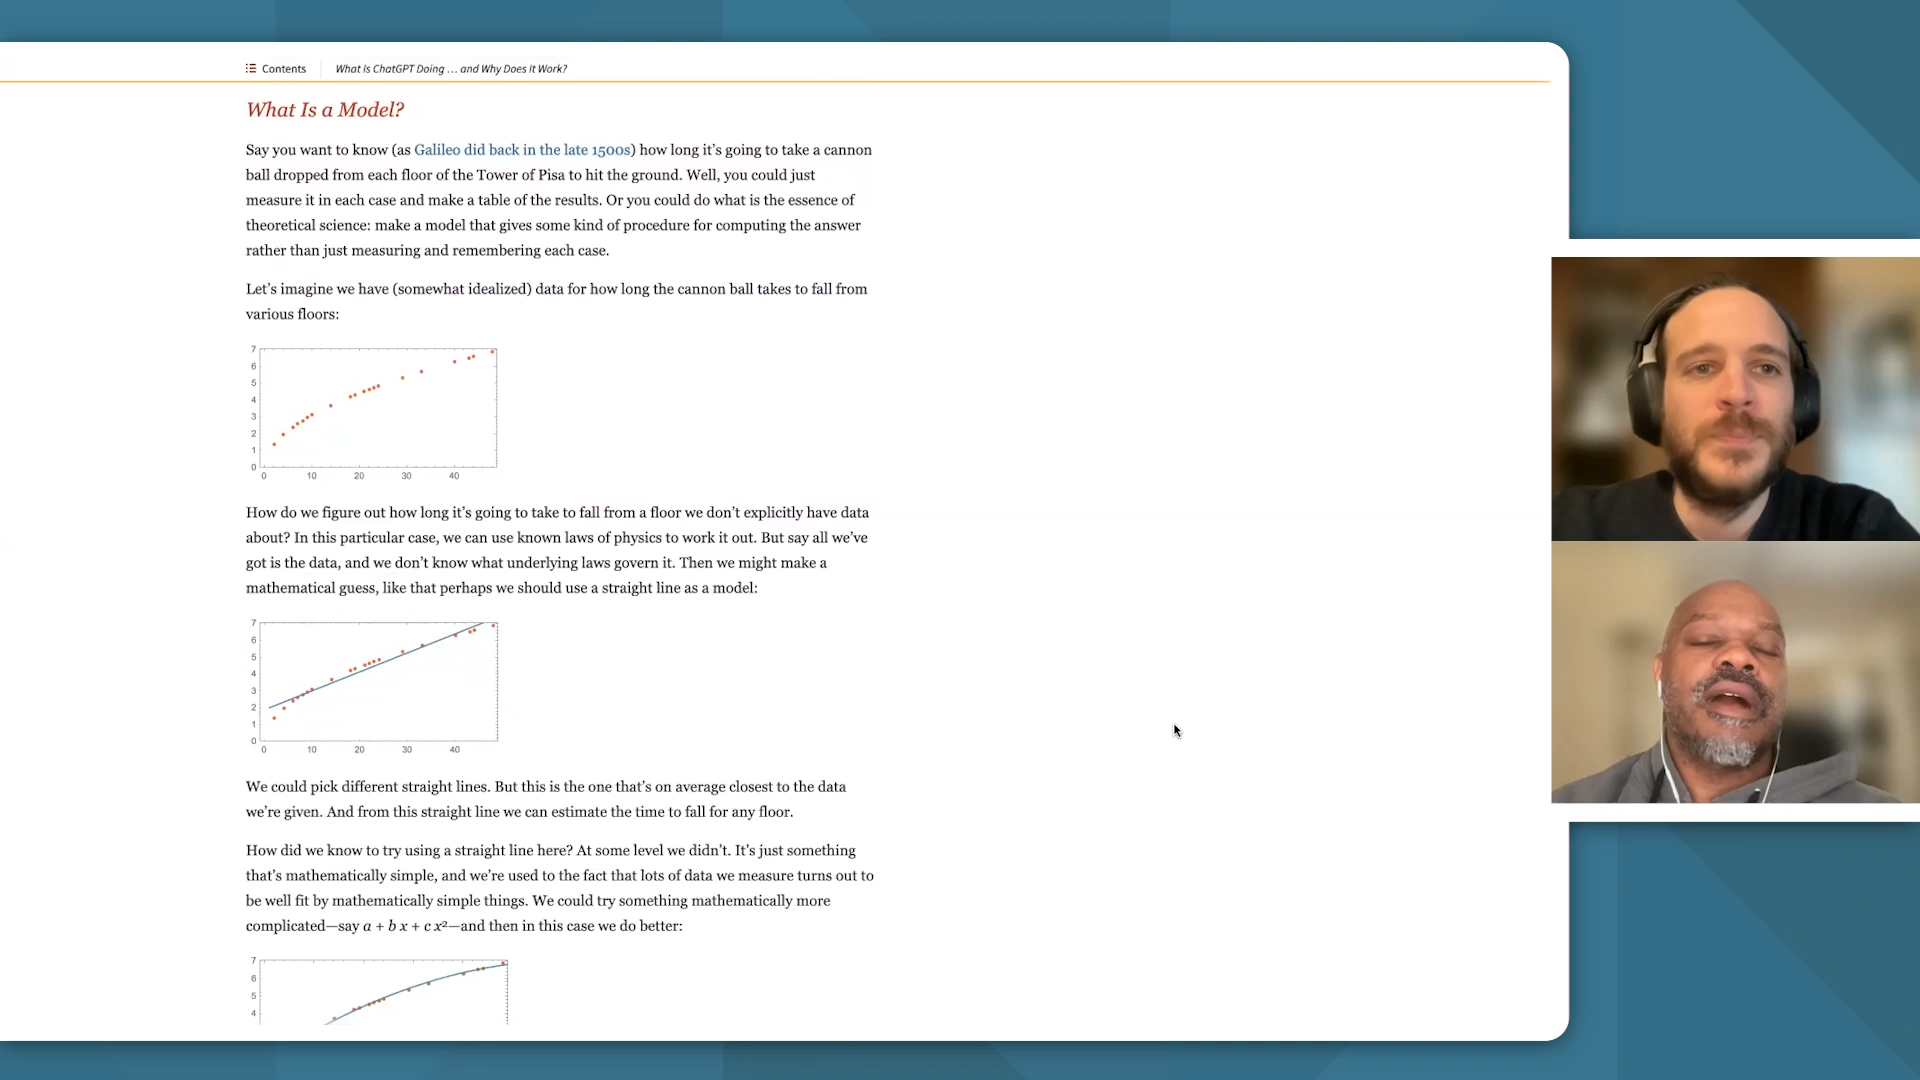 Contents
What Is ChatGPT Doing … and Why Does It Work?
What Is a Model?
Say you want to know (as Galileo did back in the late 1500s) how long it’s going to take a cannon
ball dropped from each floor of the Tower of Pisa to hit the ground. Well, you could just
measure it in each case and make a table of the results. Or you could do what is the essence of
theoretical science: make a model that gives some kind of procedure for computing the answer
rather than just measuring and remembering each case.
Let’s imagine we have (somewhat idealized) data for how long the cannon ball takes to fall from
various floors:
7
6
5
4
3
2
1
0
0 10 20 30 40
How do we figure out how long it’s going to take to fall from a floor we don’t explicitly have data
about? In this particular case, we can use known laws of physics to work it out. But say all we’ve
got is the data, and we don’t know what underlying laws govern it. Then we might make a
mathematical guess, like that perhaps we should use a straight line as a model:
7
6
5
4
3
2
1
0
0 10 20 30 40
We could pick different straight lines. But this is the one that’s on average closest to the data
we’re given. And from this straight line we can estimate the time to fall for any floor.
How did we know to try using a straight line here? At some level we didn’t. It’s just something
that’s mathematically simple, and we’re used to the fact that lots of data we measure turns out to
be well fit by mathematically simple things. We could try something mathematically more
complicated—say a + b x + c x²—and then in this case we do better:
7
6
5
4